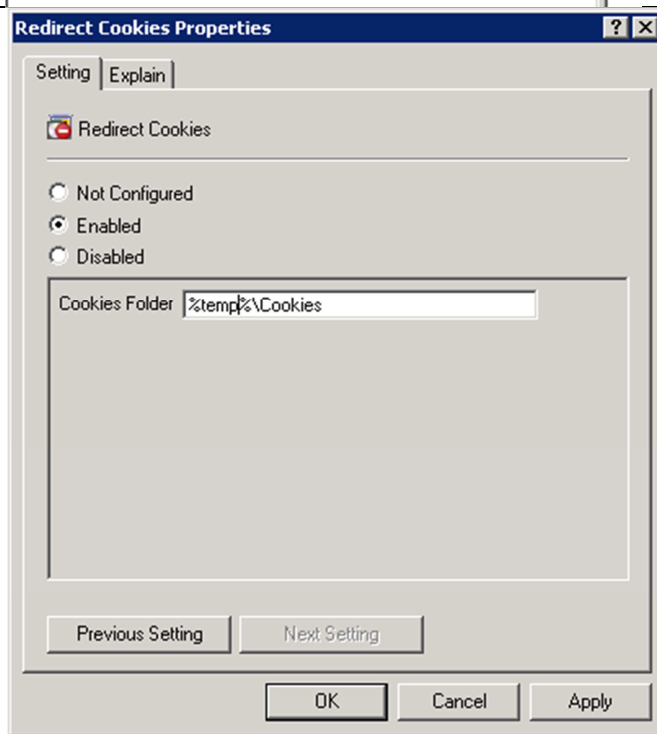 Redirect Cookies Properties
Setting Explain
Redirect Cookies
Not Configured
Enabled
Disabled
Cookies Folder %temp%\Cookies
Previous Setting Next Setting
OK Cancel Apply